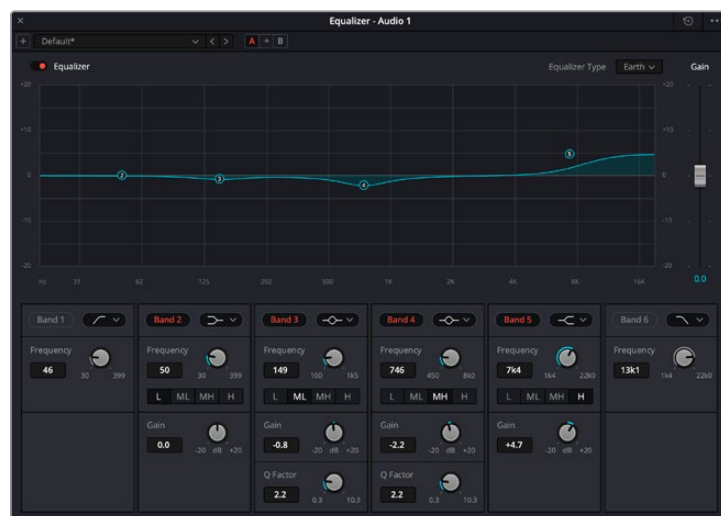 Equalizer - Audio 1
Default*
A B
Equalizer
Equalizer Type Earth Gain
+20 +20
+10 +10
0 0
-10 -10
-20 -20
Hz 31 62 125 250 500 1K 2K 4K 8K 16K
2 3 4 5
0.0
Band 1 Band 2 Band 3 Band 4 Band 5 Band 6
Frequency Frequency Frequency Frequency Frequency Frequency
46 50 149 746 7k4 13k1
30 399 30 399 100 1k5 450 8k0 1k4 22k0 1k4 22k0
L ML MH H L ML MH H L ML MH H L ML MH H
Gain Gain Gain Gain
0.0 -0.8 -2.2 +4.7
-20 dB +20 -20 dB +20 -20 dB +20 -20 dB +20
Q Factor Q Factor
2.2 2.2
0.3 10.3 0.3 10.3